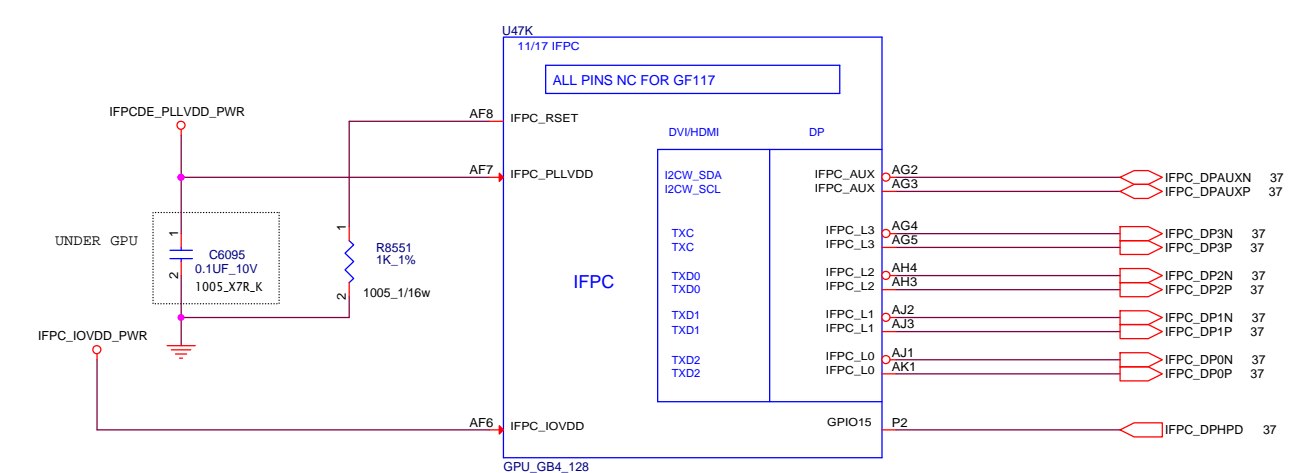 U47K
11/17 IFPC
ALL PINS NC FOR GF117
IFPCDE_PLLVDD_PWR
AF8 IFPC_RSET
DVI/HDMI DP
AF7 IFPC_PLLVDD
I2CW_SDA IFPC_AUX AG2 IFPC_DPAUXN 37
I2CW_SCL IFPC_AUX AG3 IFPC_DPAUXP 37
TXC IFPC_L3 AG4 IFPC_DP3N 37
TXC IFPC_L3 AG5 IFPC_DP3P 37
UNDER GPU
1
C6095
0.1UF_10V
2
1005_X7R_K
1
R8551
1K_1%
2
1005_1/16w
IFPC
TXD0 IFPC_L2 AH4 IFPC_DP2N 37
TXD0 IFPC_L2 AH3 IFPC_DP2P 37
TXD1 IFPC_L1 AJ2 IFPC_DP1N 37
TXD1 IFPC_L1 AJ3 IFPC_DP1P 37
IFPC_IOVDD_PWR
TXD2 IFPC_L0 AJ1 IFPC_DP0N 37
TXD2 IFPC_L0 AK1 IFPC_DP0P 37
AF6 IFPC_IOVDD
GPIO15 P2 IFPC_DPHPD 37
GPU_GB4_128